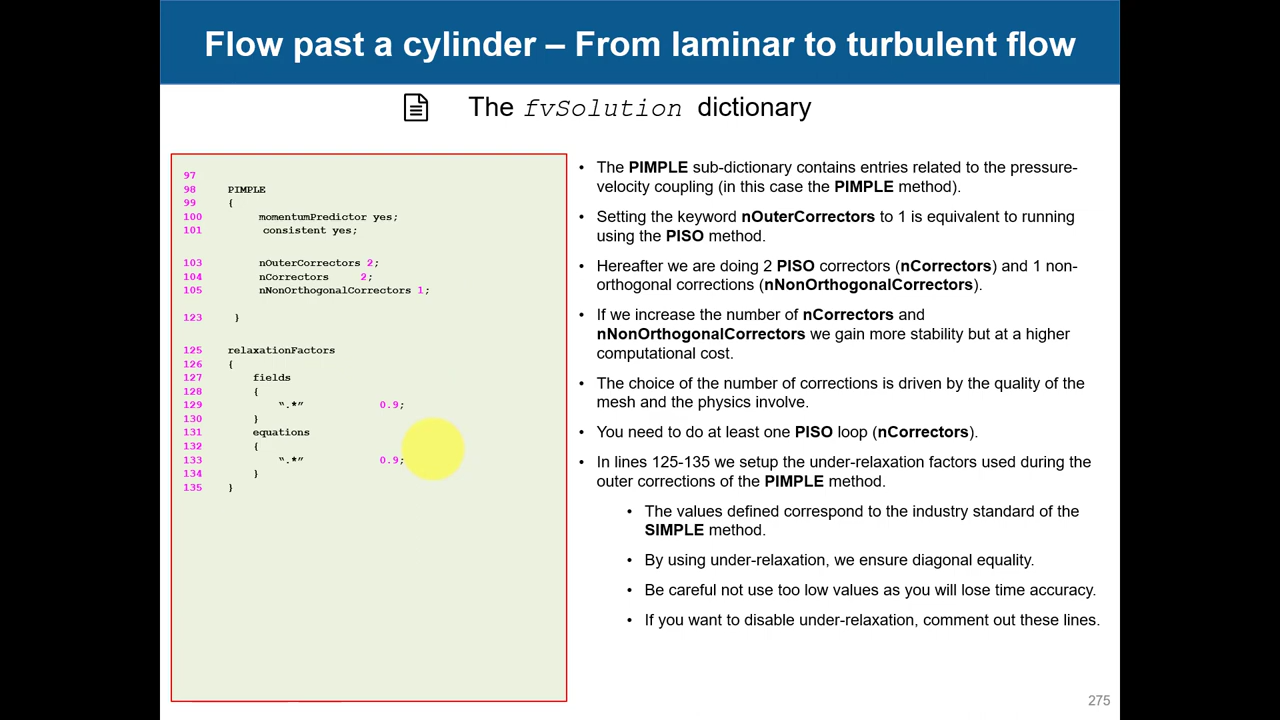 Flow past a cylinder – From laminar to turbulent flow
The fvSolution dictionary
97
98 PIMPLE
99 {
100 momentumPredictor yes;
101 consistent yes;
103 nOuterCorrectors 2;
104 nCorrectors 2;
105 nNonOrthogonalCorrectors 1;
123 }
125 relaxationFactors
126 {
127 fields
128 {
129 “.*” 0.9;
130 }
131 equations
132 {
133 “.*” 0.9;
134 }
135 }
• The PIMPLE sub-dictionary contains entries related to the pressure-
velocity coupling (in this case the PIMPLE method).
• Setting the keyword nOuterCorrectors to 1 is equivalent to running
using the PISO method.
• Hereafter we are doing 2 PISO correctors (nCorrectors) and 1 non-
orthogonal corrections (nNonOrthogonalCorrectors).
• If we increase the number of nCorrectors and
nNonOrthogonalCorrectors we gain more stability but at a higher
computational cost.
• The choice of the number of corrections is driven by the quality of the
mesh and the physics involve.
• You need to do at least one PISO loop (nCorrectors).
• In lines 125-135 we setup the under-relaxation factors used during the
outer corrections of the PIMPLE method.
• The values defined correspond to the industry standard of the
SIMPLE method.
• By using under-relaxation, we ensure diagonal equality.
• Be careful not use too low values as you will lose time accuracy.
• If you want to disable under-relaxation, comment out these lines.
275